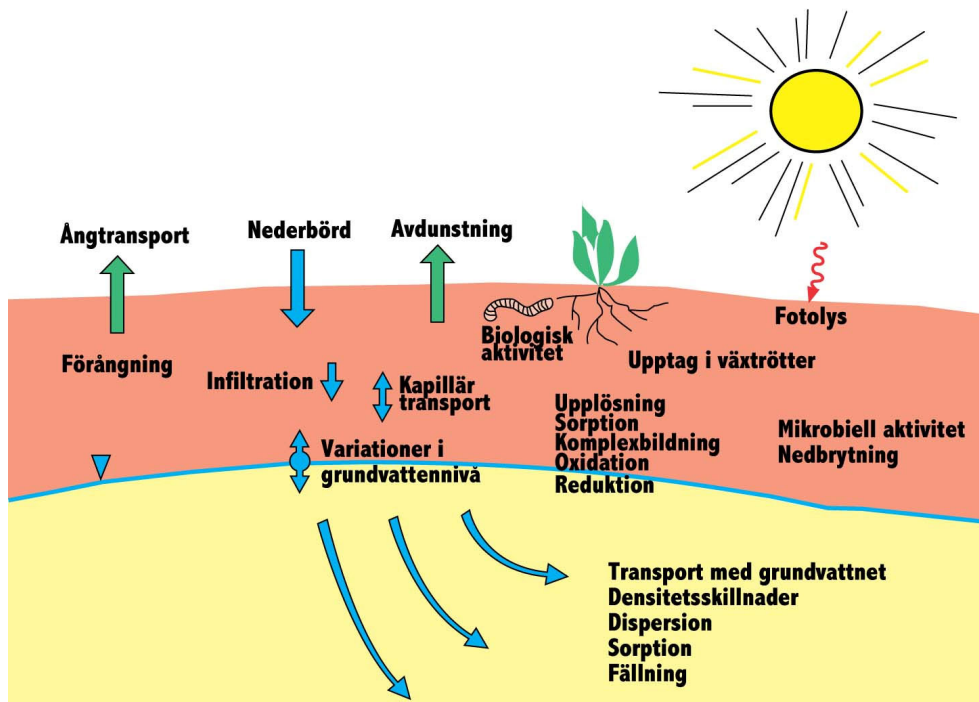 Ångtransport
Nederbörd
Avdunstning
Fotolys
Biologisk
aktivitet
Förångning
Upptag i växtrötter
Infiltration
Kapillär
transport
Upplösning
Sorption
Komplexbildning
Oxidation
Reduktion
Mikrobiell aktivitet
Nedbrytning
Variationer i
grundvattennivå
Transport med grundvattnet
Densitetsskillnader
Dispersion
Sorption
Fällning